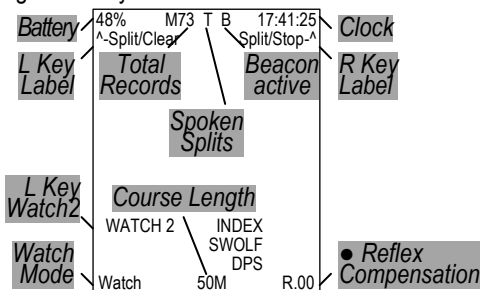 Battery 48% M73 T B 17:41:25 Clock
^-Split/Clear Split/Stop-^
L Key Label Total Records Beacon active R Key Label
Spoken Splits
L Key Watch2 Course Length
WATCH 2 INDEX
SWOLF
DPS
Watch Mode ● Reflex Compensation
Watch 50M R.00